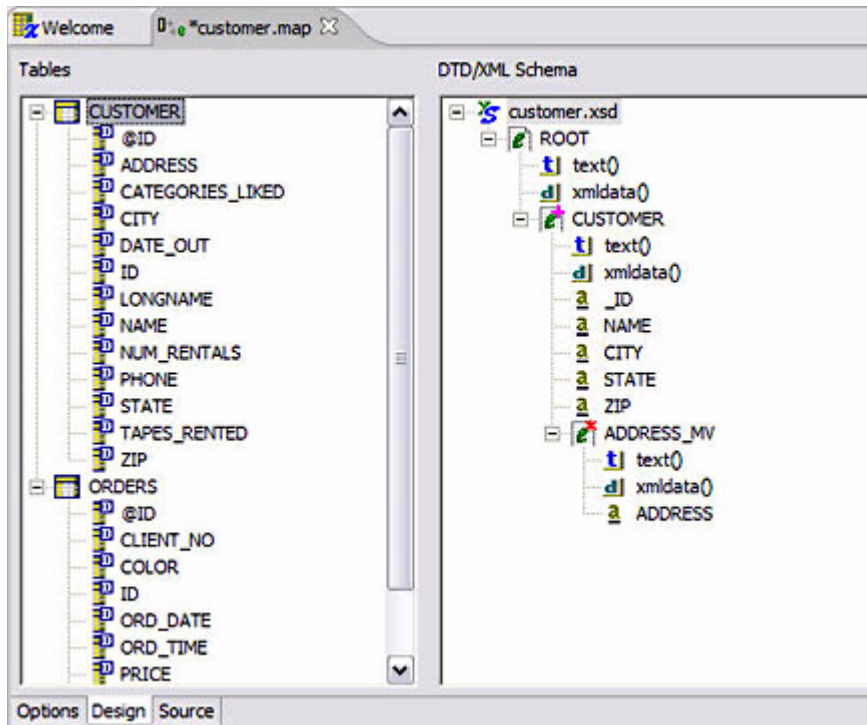 Welcome
*customer.map
Tables
CUSTOMER
@ID
ADDRESS
CATEGORIES_LIKED
CITY
DATE_OUT
ID
LONGNAME
NAME
NUM_RENTALS
PHONE
STATE
TAPES_RENTED
ZIP
ORDERS
@ID
CLIENT_NO
COLOR
ID
ORD_DATE
ORD_TIME
PRICE
DTD/XML Schema
customer.xsd
ROOT
text()
xmldata()
CUSTOMER
text()
xmldata()
_ID
NAME
CITY
STATE
ZIP
ADDRESS_MV
text()
xmldata()
ADDRESS
Options Design Source